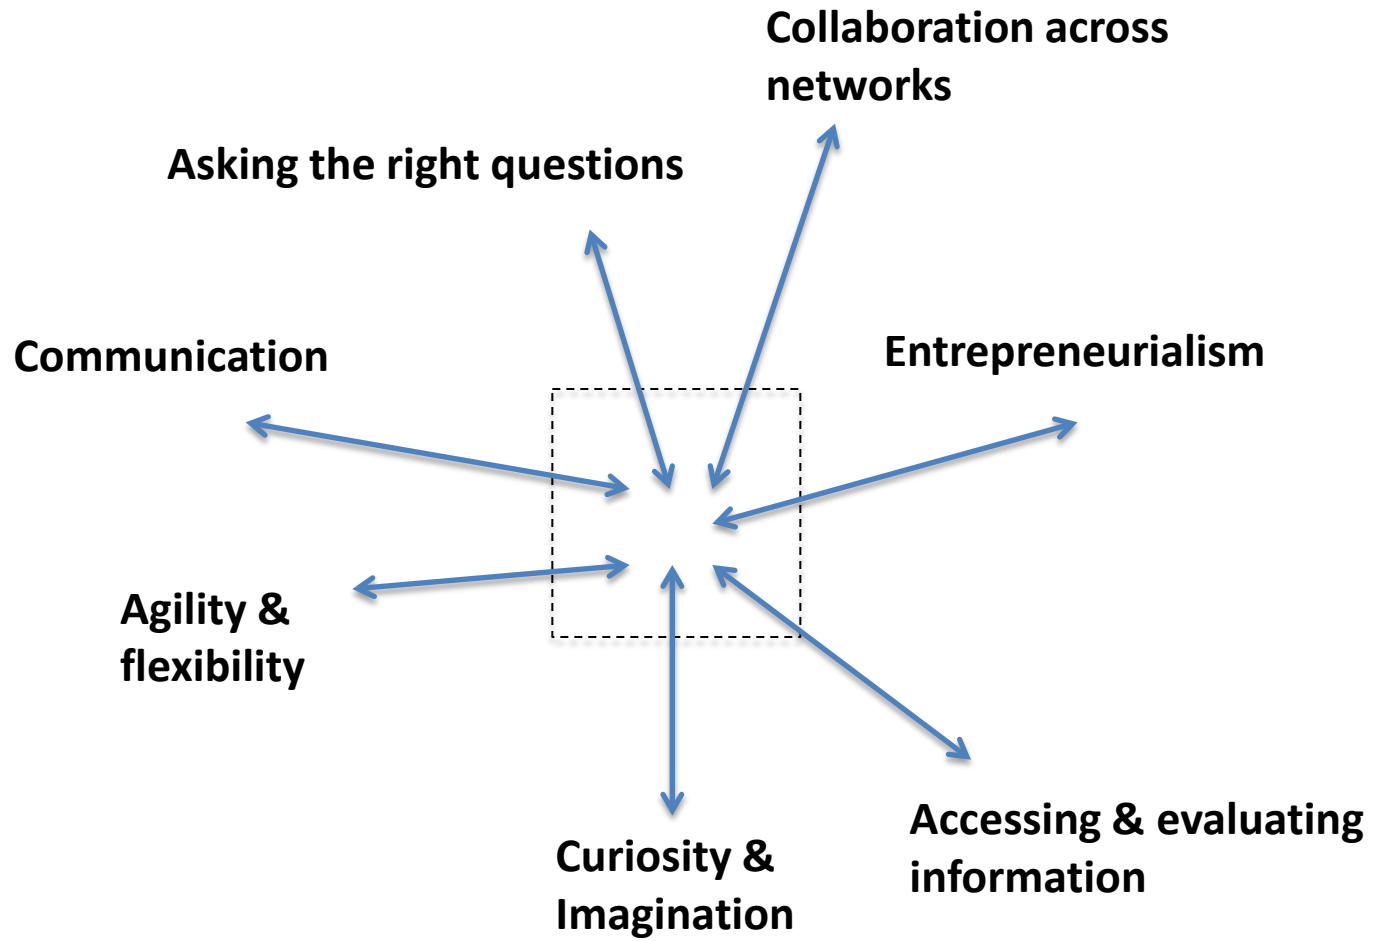 Collaboration across
networks
Asking the right questions
Communication
Entrepreneurialism
Agility &
flexibility
Accessing & evaluating
information
Curiosity &
Imagination